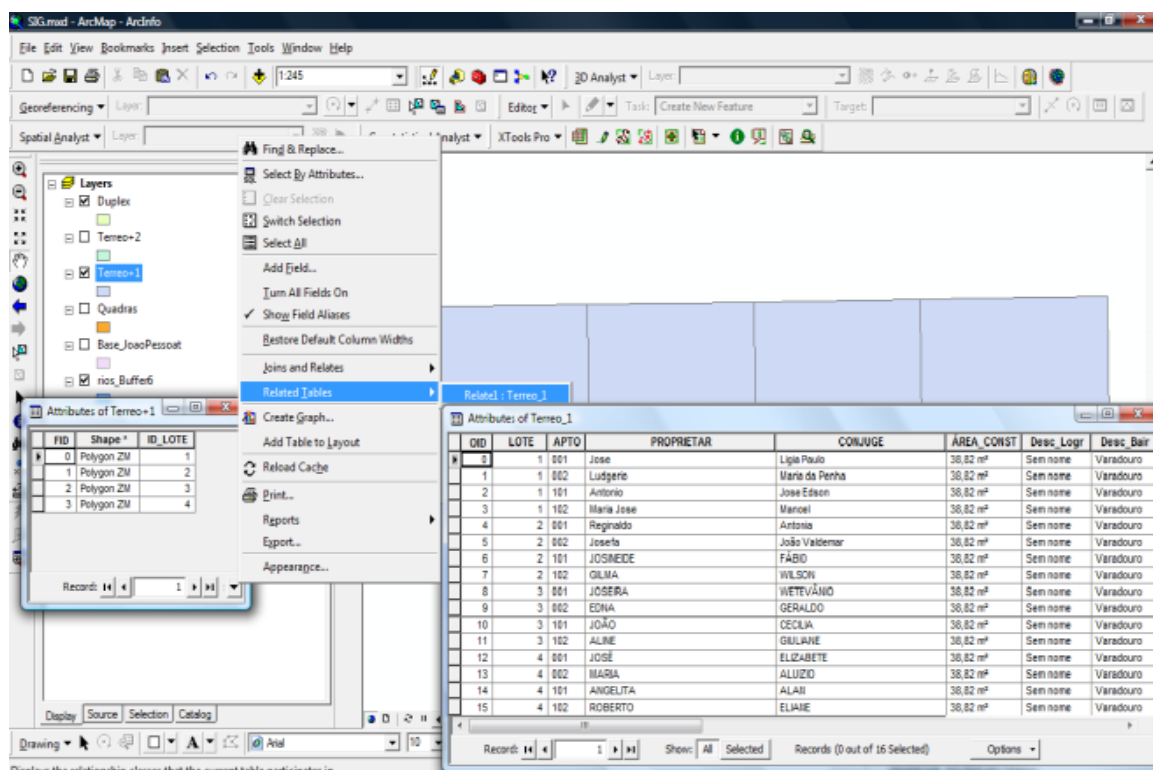 SIG.mxd - ArcMap - ArcInfo
File Edit View Bookmarks Insert Selection Tools Window Help
1:245 3D Analyst Layer:
Georeferencing Layer: Editor Task: Create New Feature Target:
Spatial Analyst Layer: Analyst XTools Pro
Layers
Duplex
Terreo+2
Terreo+1
Quadras
Base_JoaoPessoat
rios_Buffer6
Find & Replace...
Select By Attributes...
Clear Selection
Switch Selection
Select All
Add Field...
Turn All Fields On
Show Field Aliases
Restore Default Column Widths
Joins and Relates
Related Tables
Create Graph...
Add Table to Layout
Reload Cache
Print...
Reports
Export...
Appearance...
Relate1 : Terreo_1
Attributes of Terreo+1
FID Shape * ID_LOTE
0 Polygon ZM 1
1 Polygon ZM 2
2 Polygon ZM 3
3 Polygon ZM 4
Record: 1
Attributes of Terreo_1
OID LOTE APTO PROPRIETAR CONJUGE ÁREA_CONST Desc_Logr Desc_Bair
0 1 001 Jose Ligia Paulo 38,82 m² Sem nome Varadouro
1 1 002 Ludgerio Maria da Penha 38,82 m² Sem nome Varadouro
2 1 101 Antonio Jose Edson 38,82 m² Sem nome Varadouro
3 1 102 Maria Jose Manoel 38,82 m² Sem nome Varadouro
4 2 001 Reginaldo Antonia 38,82 m² Sem nome Varadouro
5 2 002 Josefa João Valdemar 38,82 m² Sem nome Varadouro
6 2 101 JOSINEIDE FÁBIO 38,82 m² Sem nome Varadouro
7 2 102 GILMA WILSON 38,82 m² Sem nome Varadouro
8 3 001 JOSEIRA WETEVÂNIO 38,82 m² Sem nome Varadouro
9 3 002 EDNA GERALDO 38,82 m² Sem nome Varadouro
10 3 101 JOÃO CECILIA 38,82 m² Sem nome Varadouro
11 3 102 ALINE GIULIANE 38,82 m² Sem nome Varadouro
12 4 001 JOSÉ ELIZABETE 38,82 m² Sem nome Varadouro
13 4 002 MARIA ALUIZIO 38,82 m² Sem nome Varadouro
14 4 101 ANGELITA ALAN 38,82 m² Sem nome Varadouro
15 4 102 ROBERTO ELIANE 38,82 m² Sem nome Varadouro
Record: 1 Show: All Selected Records (0 out of 16 Selected) Options
Display Source Selection Catalog
Drawing A Arial 10